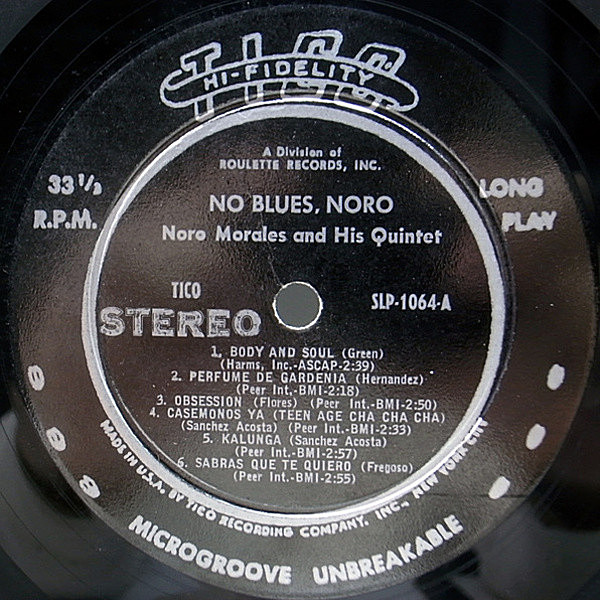 TICO
HI-FIDELITY
A Division of
ROULETTE RECORDS, INC.
33 1/3
R.P.M.
LONG
PLAY
NO BLUES, NORO
Noro Morales and His Quintet
TICO
STEREO
SLP-1064-A
1. BODY AND SOUL (Green)
(Harms, Inc.-ASCAP-2:39)
2. PERFUME DE GARDENIA (Hernandez)
(Peer Int.-BMI-2:18)
3. OBSESSION (Flores) (Peer Int.-BMI-2:50)
4. CASEMONOS YA (TEEN AGE CHA CHA CHA)
(Sanchez Acosta) (Peer Int.-BMI-2:33)
5. KALUNGA (Sanchez Acosta)
(Peer Int.-BMI-2:57)
6. SABRAS QUE TE QUIERO (Fregoso)
(Peer Int.-BMI-2:55)
MADE IN U.S.A. BY TICO RECORDING COMPANY, INC., NEW YORK CITY
MICROGROOVE UNBREAKABLE